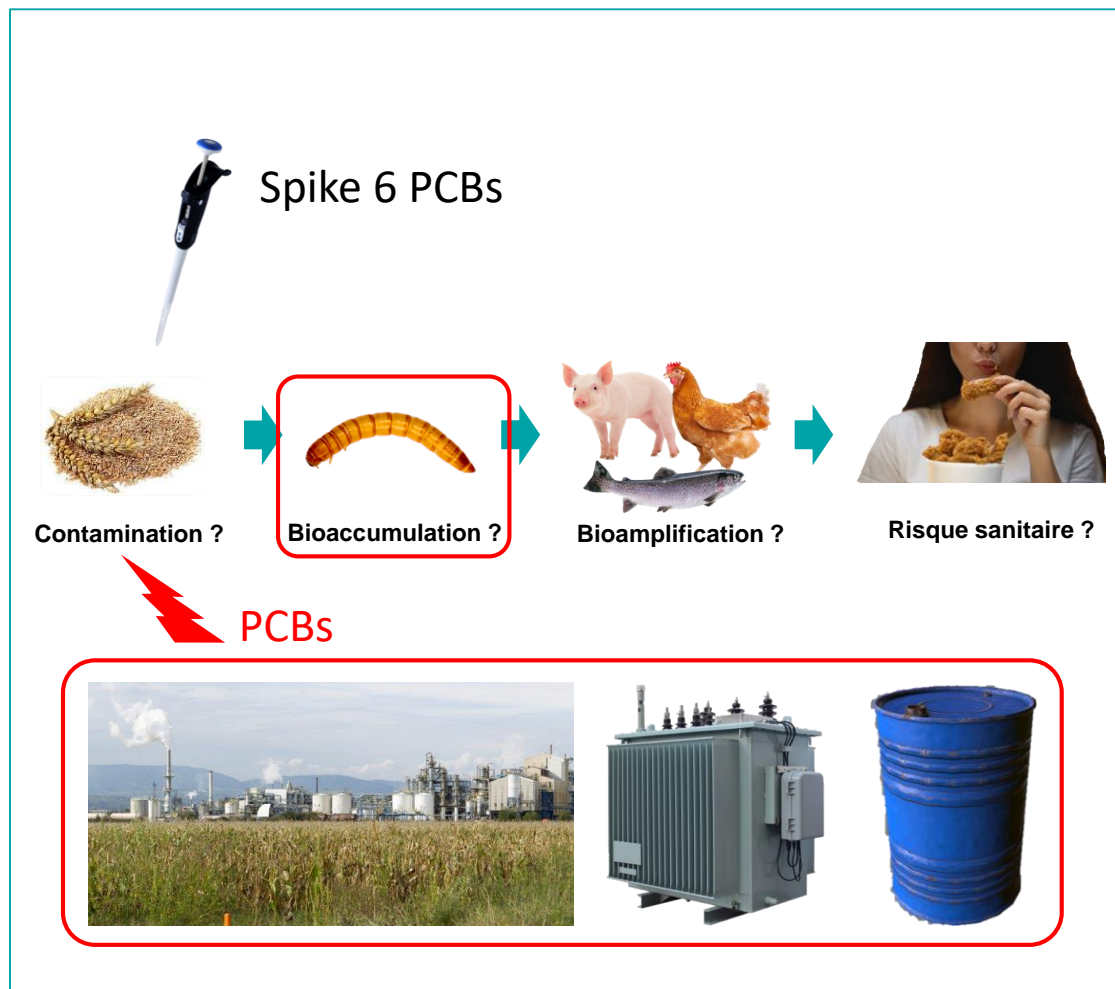 Spike 6 PCBs
Contamination ?
Bioaccumulation ?
Bioamplification ?
Risque sanitaire ?
PCBs